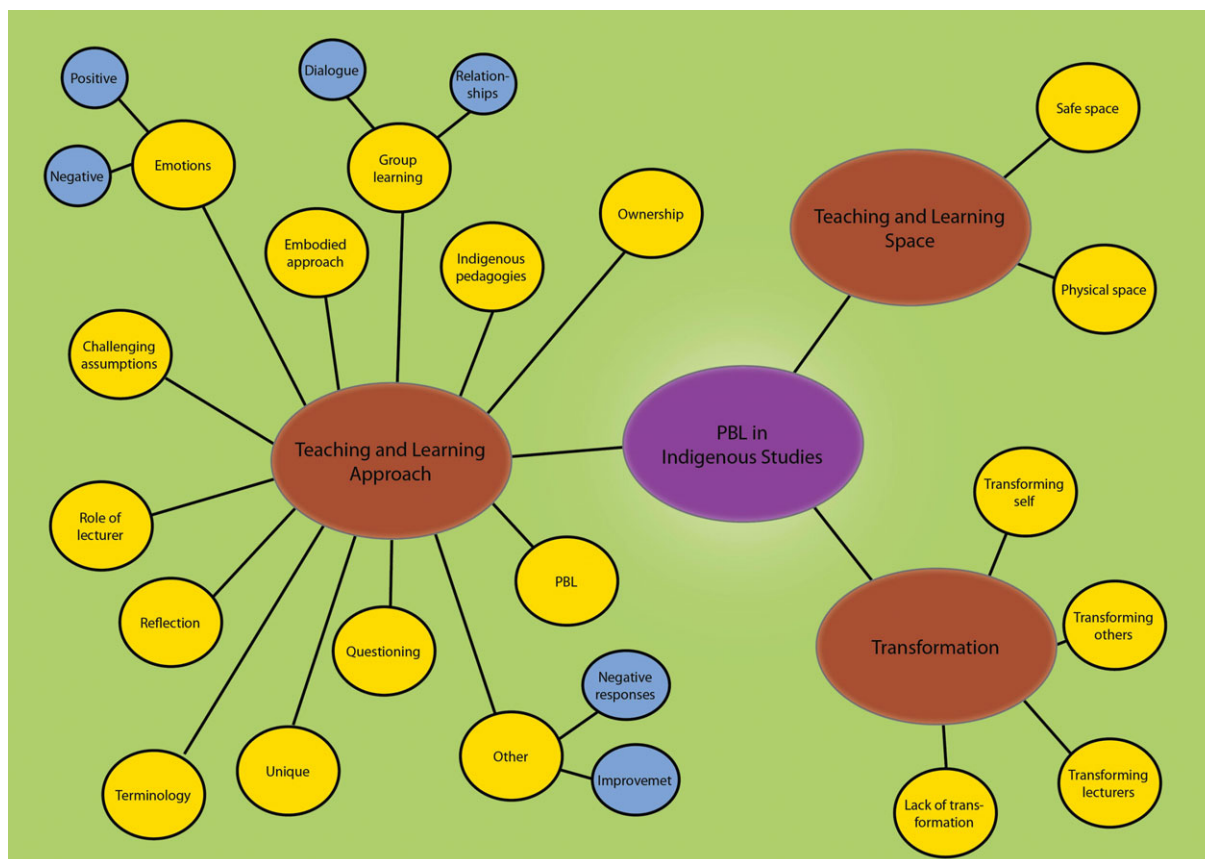 Positive
Negative
Emotions
Dialogue
Relation-
ships
Group
learning
Embodied
approach
Indigenous
pedagogies
Ownership
Safe space
Teaching and Learning
Space
Physical space
Challenging
assumptions
Teaching and Learning
Approach
PBL in
Indigenous Studies
Role of
lecturer
Reflection
Terminology
Unique
Questioning
PBL
Other
Negative
responses
Improvemet
Transforming
self
Transformation
Transforming
others
Transforming
lecturers
Lack of trans-
formation